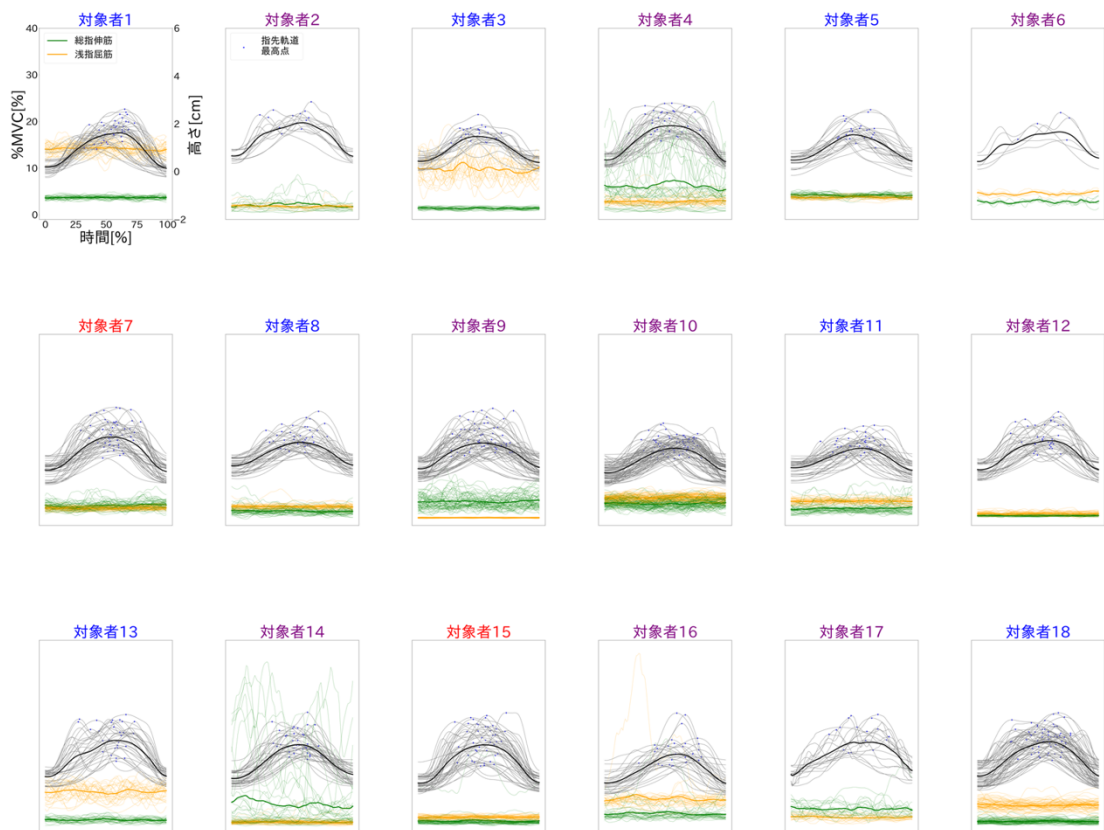 対象者1
対象者2
対象者3
対象者4
対象者5
対象者6
40
30
20
10
0
%MVC[%]
総指伸筋
浅指屈筋
6
4
2
0
−2
高さ[cm]
0
25
50
75
100
時間[%]
指先軌道
最高点
対象者7
対象者8
対象者9
対象者10
対象者11
対象者12
対象者13
対象者14
対象者15
対象者16
対象者17
対象者18